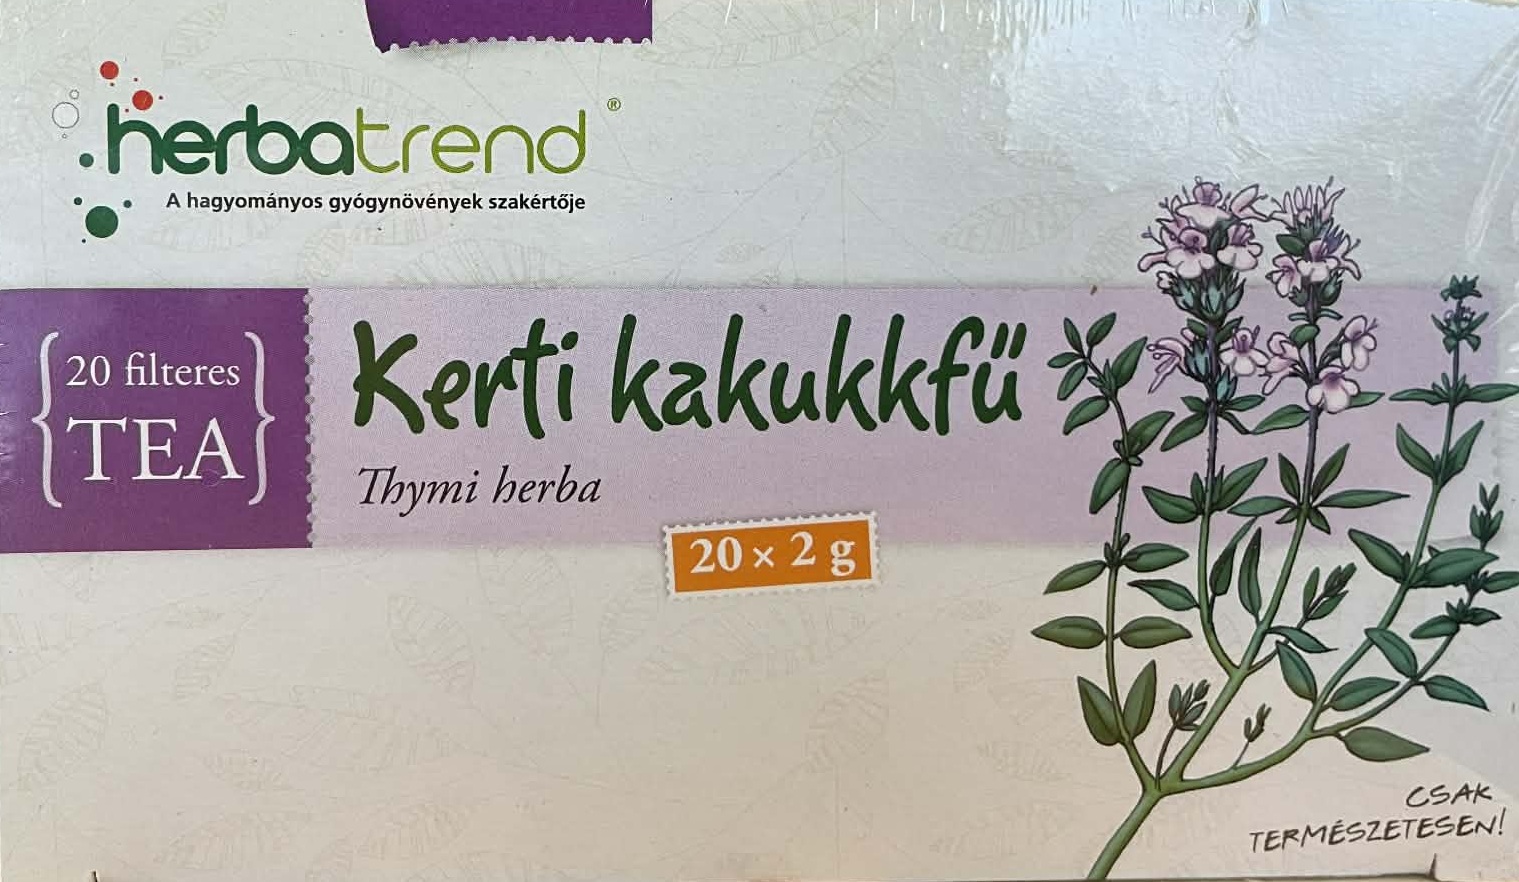 herbatrend ®
A hagyományos gyógynövények szakértője
20 filteres
TEA
Kerti kakukkfű
Thymi herba
20 × 2 g
CSAK
TERMÉSZETESEN!